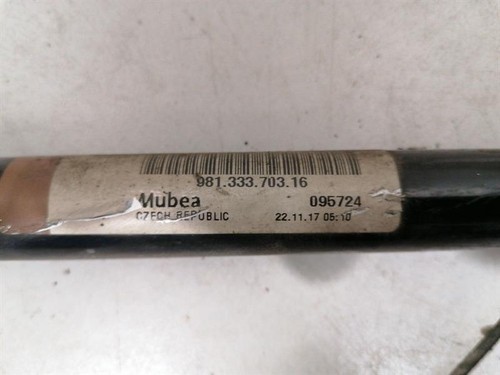 981.333.703.16
Mubea 095724
CZECH REPUBLIC 22.11.17 05:10